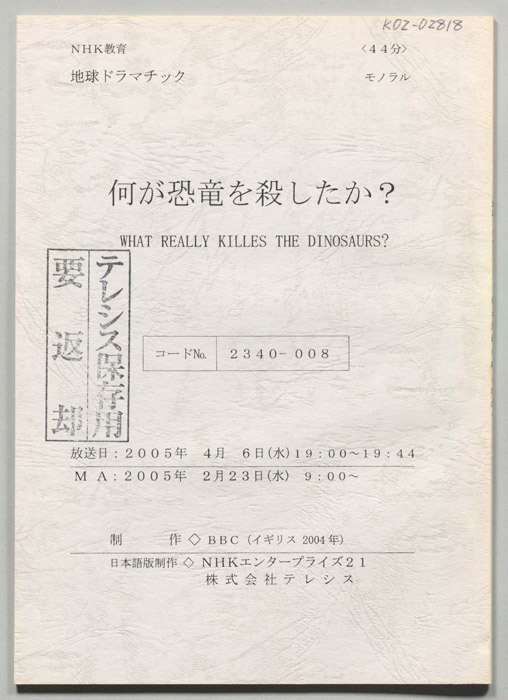 K02-02818
NHK教育 〈44分〉
地球ドラマチック モノラル
何が恐竜を殺したか？
WHAT REALLY KILLES THE DINOSAURS?
テレシス保存用
要返却
コードNo. 2340-008
放送日：2005年 4月 6日(水)19：00～19：44
MA：2005年 2月23日(水) 9：00～
制 作◇BBC（イギリス 2004年）
日本語版制作◇NHKエンタープライズ21
株式会社テレシス